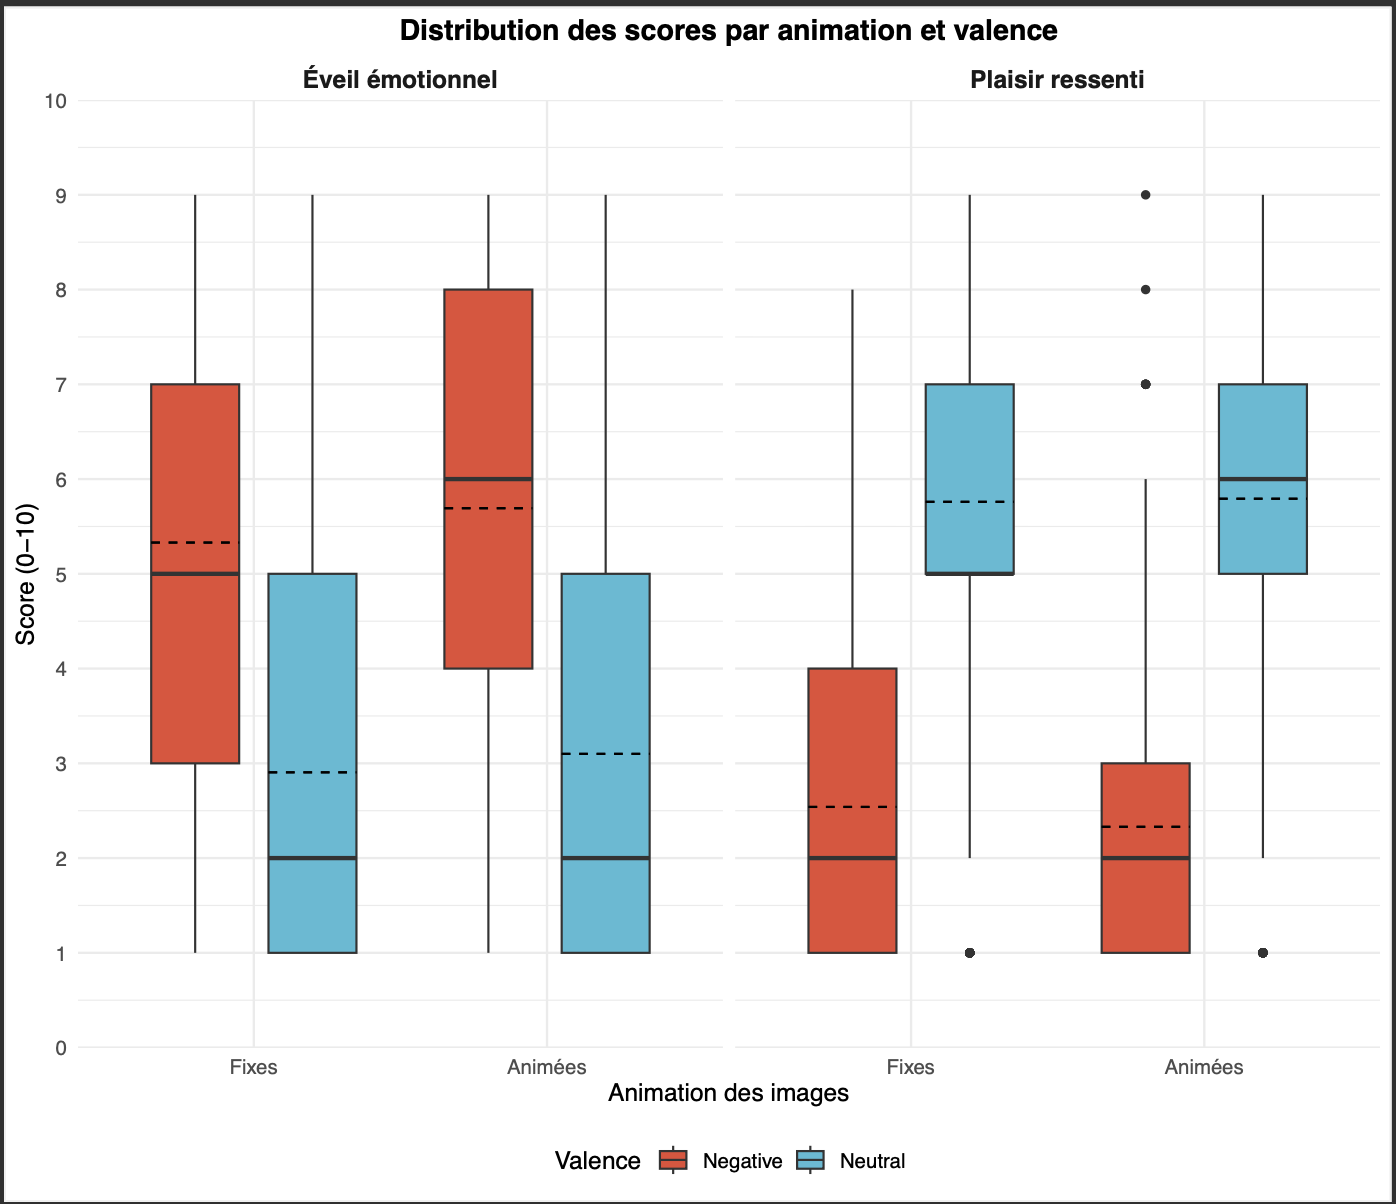 Distribution des scores par animation et valence
Éveil émotionnel
Plaisir ressenti
10
9
8
7
6
5
4
3
2
1
0
Score (0−10)
Fixes
Animées
Fixes
Animées
Animation des images
Valence
Negative
Neutral